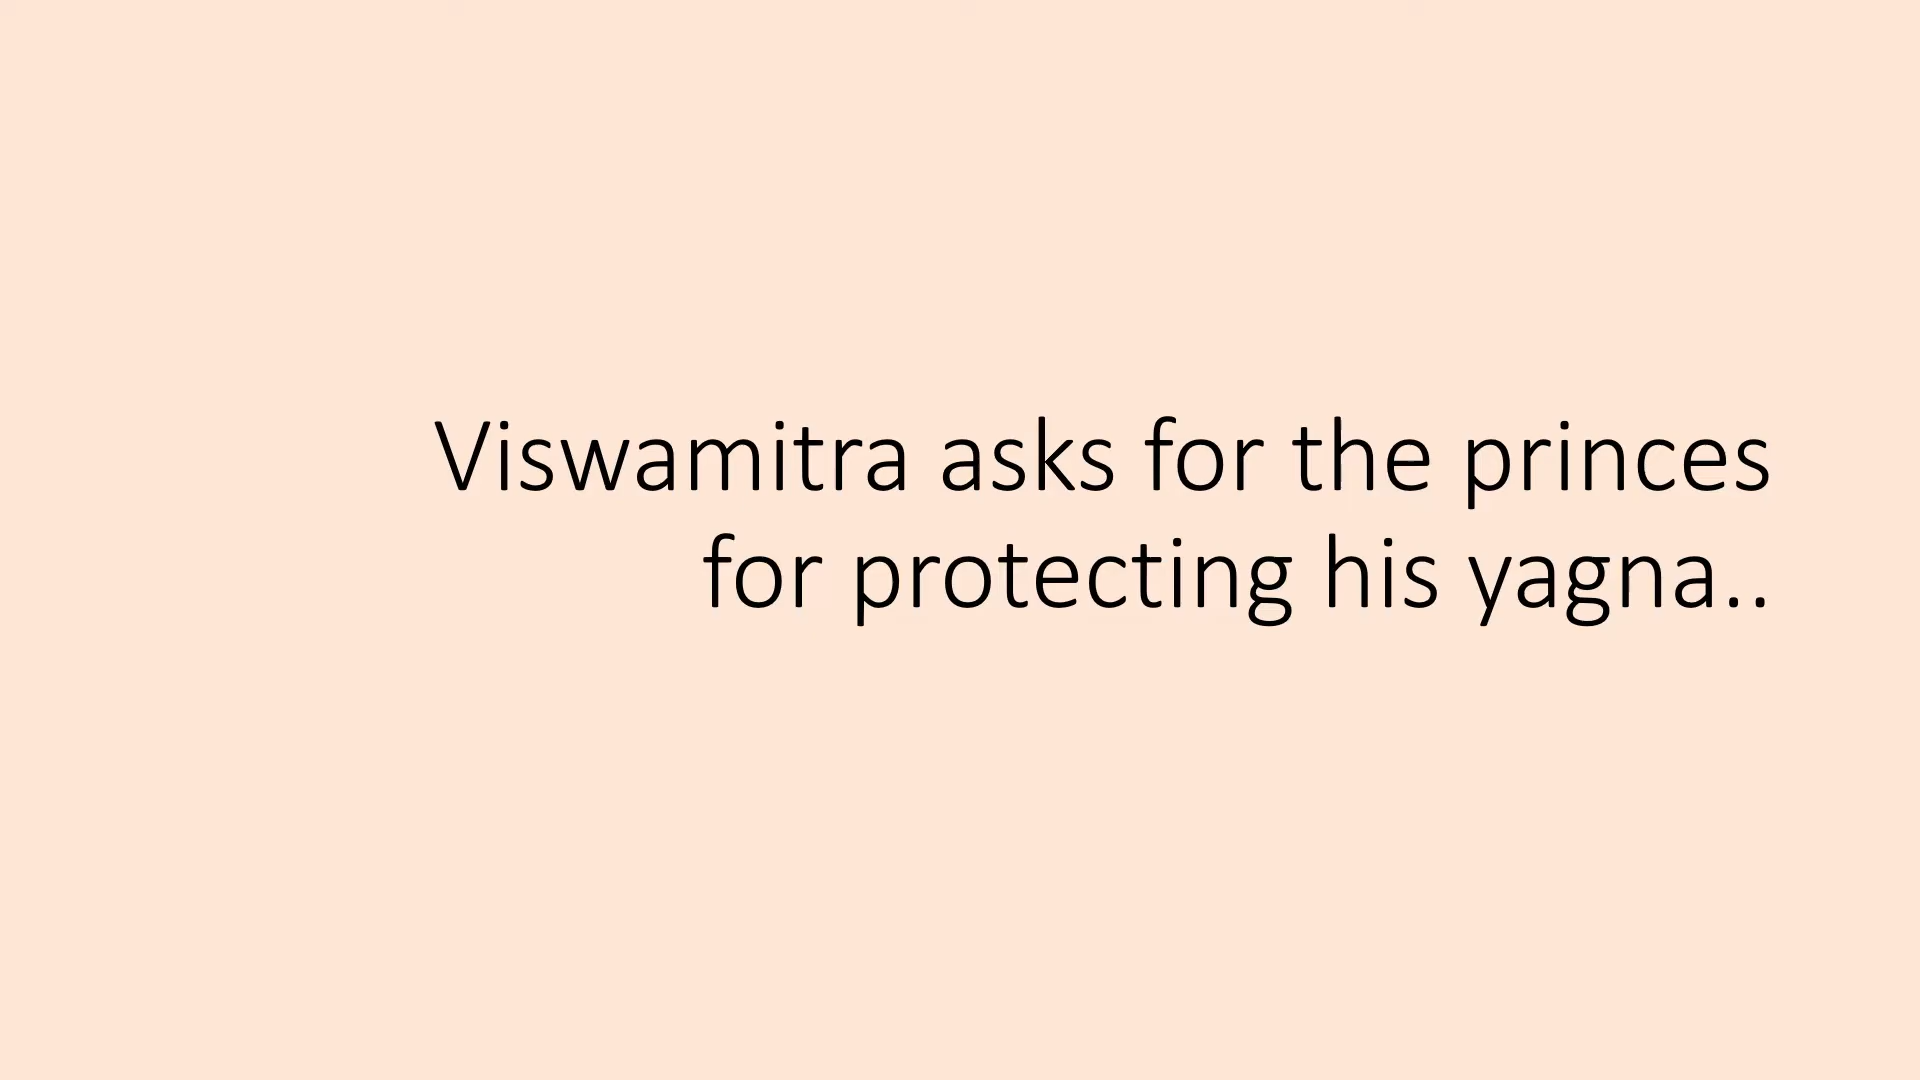 Viswamitra asks for the princes
for protecting his yagna..